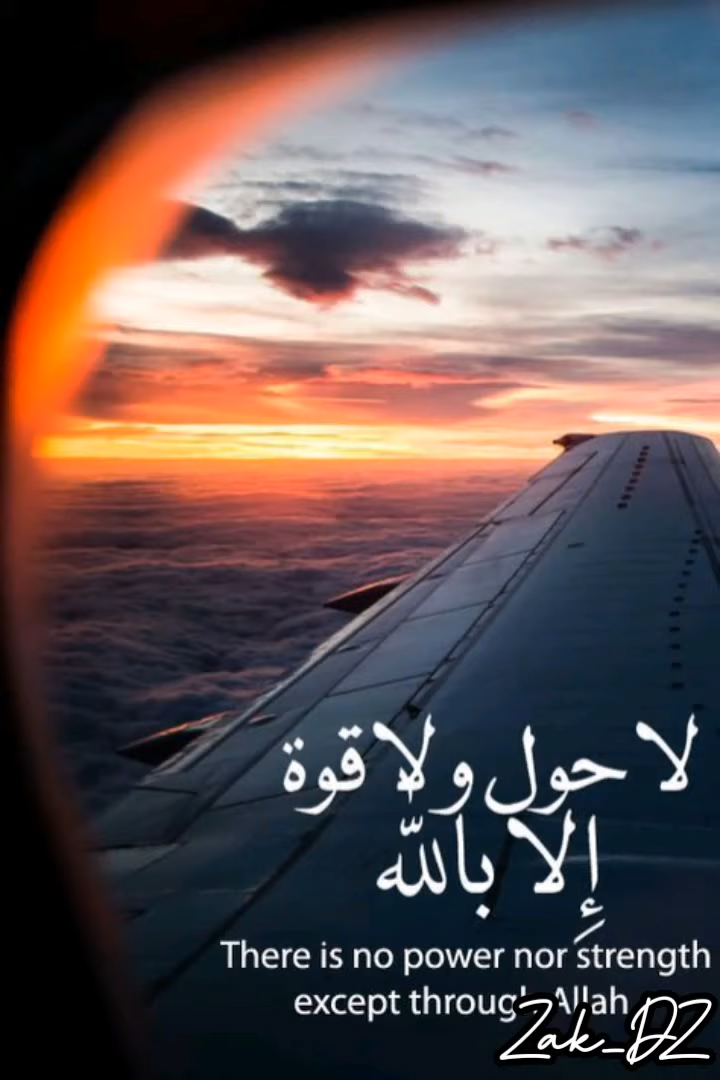 لا حول ولا قوة
إلا بالله
There is no power nor strength
except through Allah
Zak_DZ